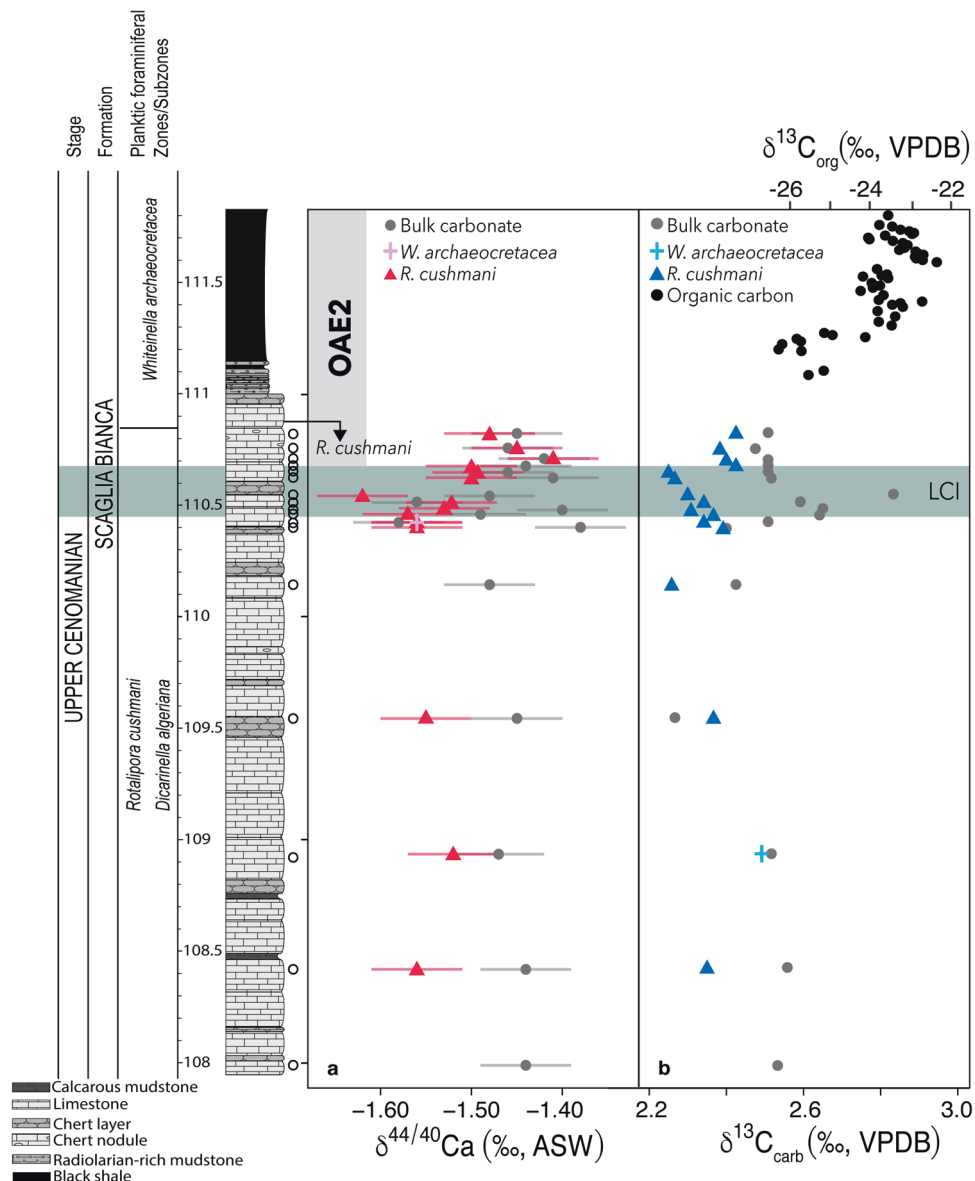 Stage
Formation
Planktic foraminiferal
Zones/Subzones
δ13Corg(‰, VPDB)
-26 -24 -22
UPPER CENOMANIAN
SCAGLIA BIANCA
Whiteinella archaeocretacea
Rotalipora cushmani
Dicarinella algeriana
111.5
111
110.5
110
109.5
109
108.5
108
OAE2
R. cushmani
Bulk carbonate
W. archaeocretacea
R. cushmani
Bulk carbonate
W. archaeocretacea
R. cushmani
Organic carbon
LCI
a
b
−1.60 −1.50 −1.40
δ44/40Ca (‰, ASW)
2.2 2.6 3.0
δ13Ccarb (‰, VPDB)
Calcarous mudstone
Limestone
Chert layer
Chert nodule
Radiolarian-rich mudstone
Black shale